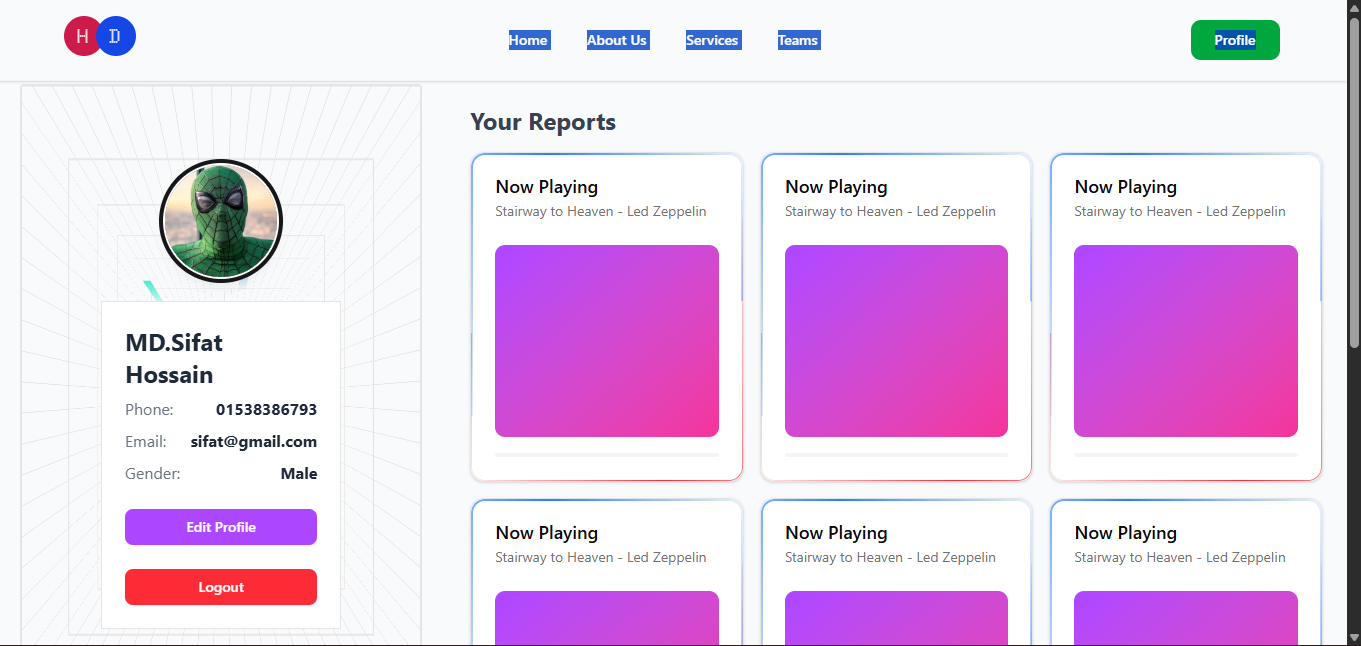 H D
Home About Us Services Teams
Profile
MD.Sifat
Hossain
Phone: 01538386793
Email: sifat@gmail.com
Gender: Male
Edit Profile
Logout
Your Reports
Now Playing
Stairway to Heaven - Led Zeppelin
Now Playing
Stairway to Heaven - Led Zeppelin
Now Playing
Stairway to Heaven - Led Zeppelin
Now Playing
Stairway to Heaven - Led Zeppelin
Now Playing
Stairway to Heaven - Led Zeppelin
Now Playing
Stairway to Heaven - Led Zeppelin